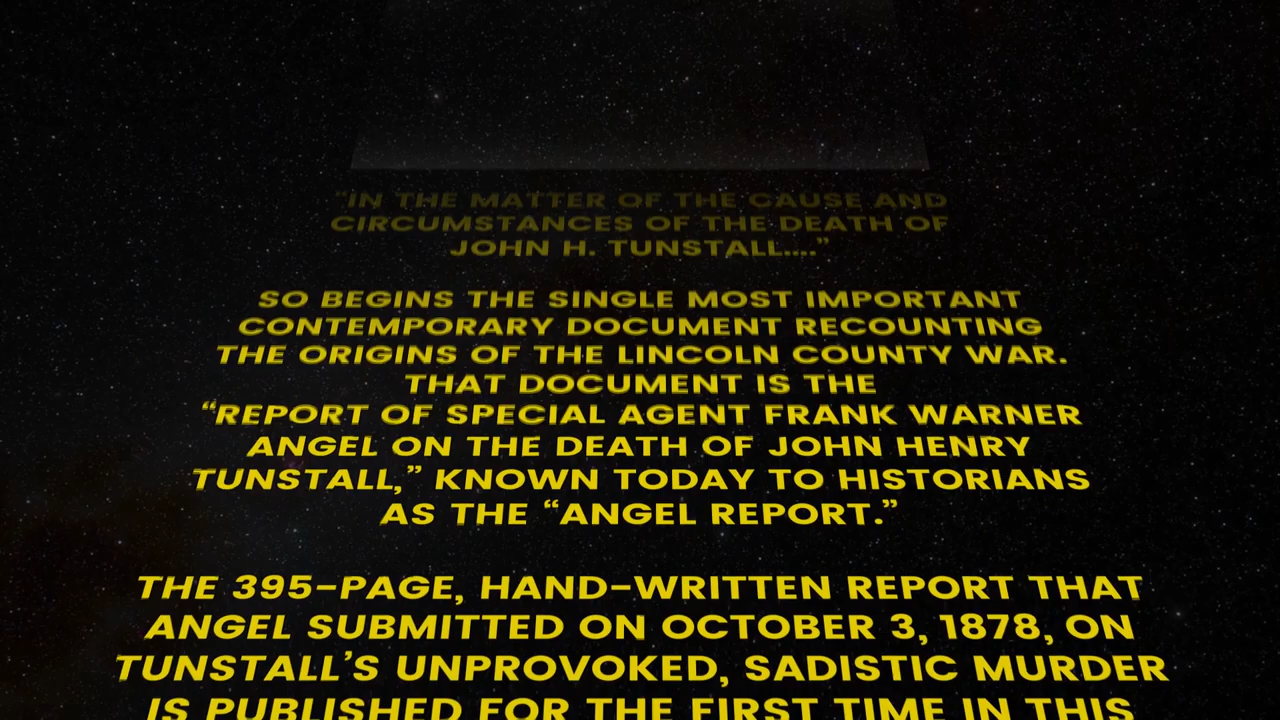 “IN THE MATTER OF THE CAUSE AND
CIRCUMSTANCES OF THE DEATH OF
JOHN H. TUNSTALL....”
SO BEGINS THE SINGLE MOST IMPORTANT
CONTEMPORARY DOCUMENT RECOUNTING
THE ORIGINS OF THE LINCOLN COUNTY WAR.
THAT DOCUMENT IS THE
“REPORT OF SPECIAL AGENT FRANK WARNER
ANGEL ON THE DEATH OF JOHN HENRY
TUNSTALL,” KNOWN TODAY TO HISTORIANS
AS THE “ANGEL REPORT.”
THE 395-PAGE, HAND-WRITTEN REPORT THAT
ANGEL SUBMITTED ON OCTOBER 3, 1878, ON
TUNSTALL’S UNPROVOKED, SADISTIC MURDER
IS PUBLISHED FOR THE FIRST TIME IN THIS